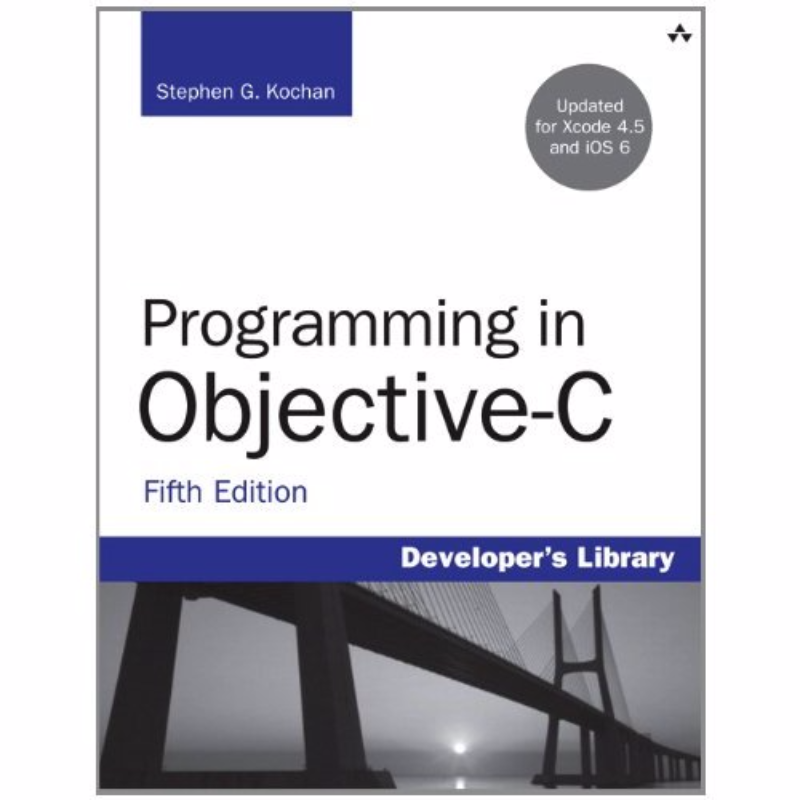 Stephen G. Kochan
Updated
for Xcode 4.5
and iOS 6
Programming in
Objective-C
Fifth Edition
Developer's Library